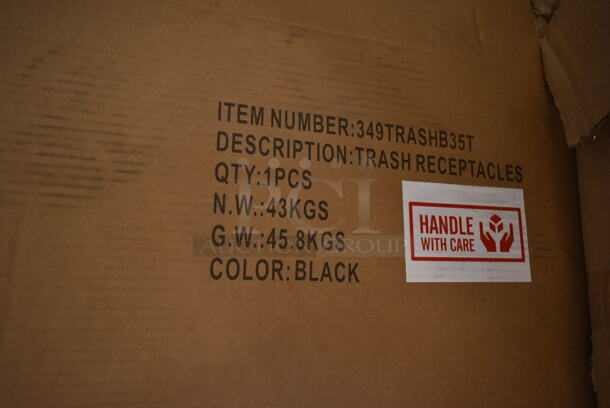 ITEM NUMBER:349TRASHB35T
DESCRIPTION:TRASH RECEPTACLES
QTY:1PCS
N.W.:43KGS
G.W.:45.8KGS
COLOR:BLACK
HANDLE
WITH CARE